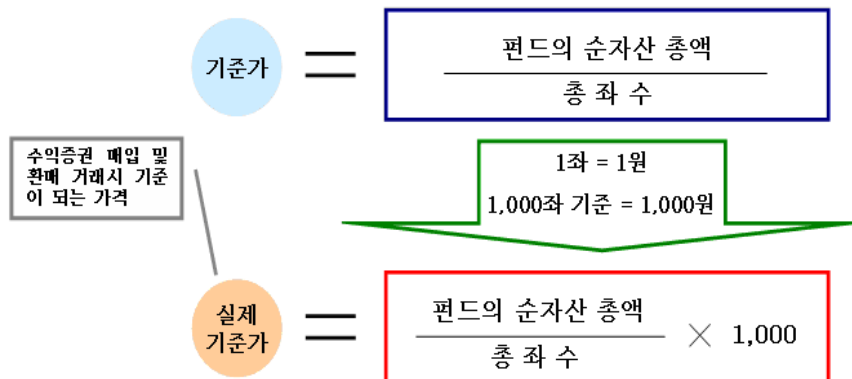 기준가
=
펀드의 순자산 총액
총 좌 수
수익증권 매입 및
환매 거래시 기준
이 되는 가격
1좌 = 1원
1,000좌 기준 = 1,000원
실제
기준가
=
펀드의 순자산 총액
총 좌 수
× 1,000